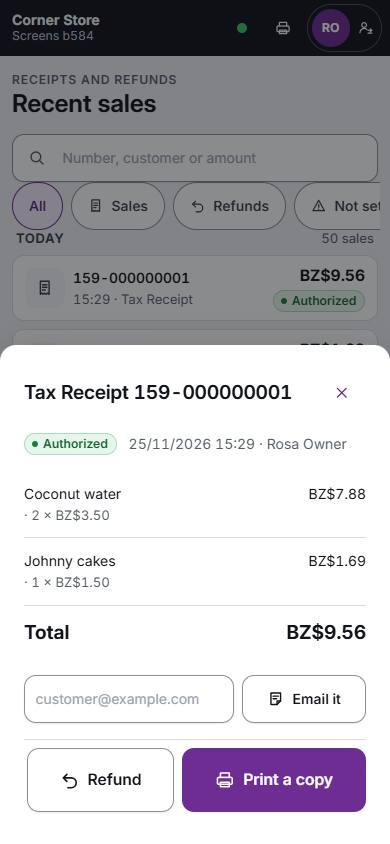 Corner Store
Screens b584
RO
RECEIPTS AND REFUNDS
Recent sales
Number, customer or amount
All
Sales
Refunds
Not set
TODAY
50 sales
159-000000001
BZ$9.56
15:29 · Tax Receipt
Authorized
Tax Receipt 159-000000001
Authorized
25/11/2026 15:29 · Rosa Owner
Coconut water
BZ$7.88
· 2 × BZ$3.50
Johnny cakes
BZ$1.69
· 1 × BZ$1.50
Total
BZ$9.56
customer@example.com
Email it
Refund
Print a copy